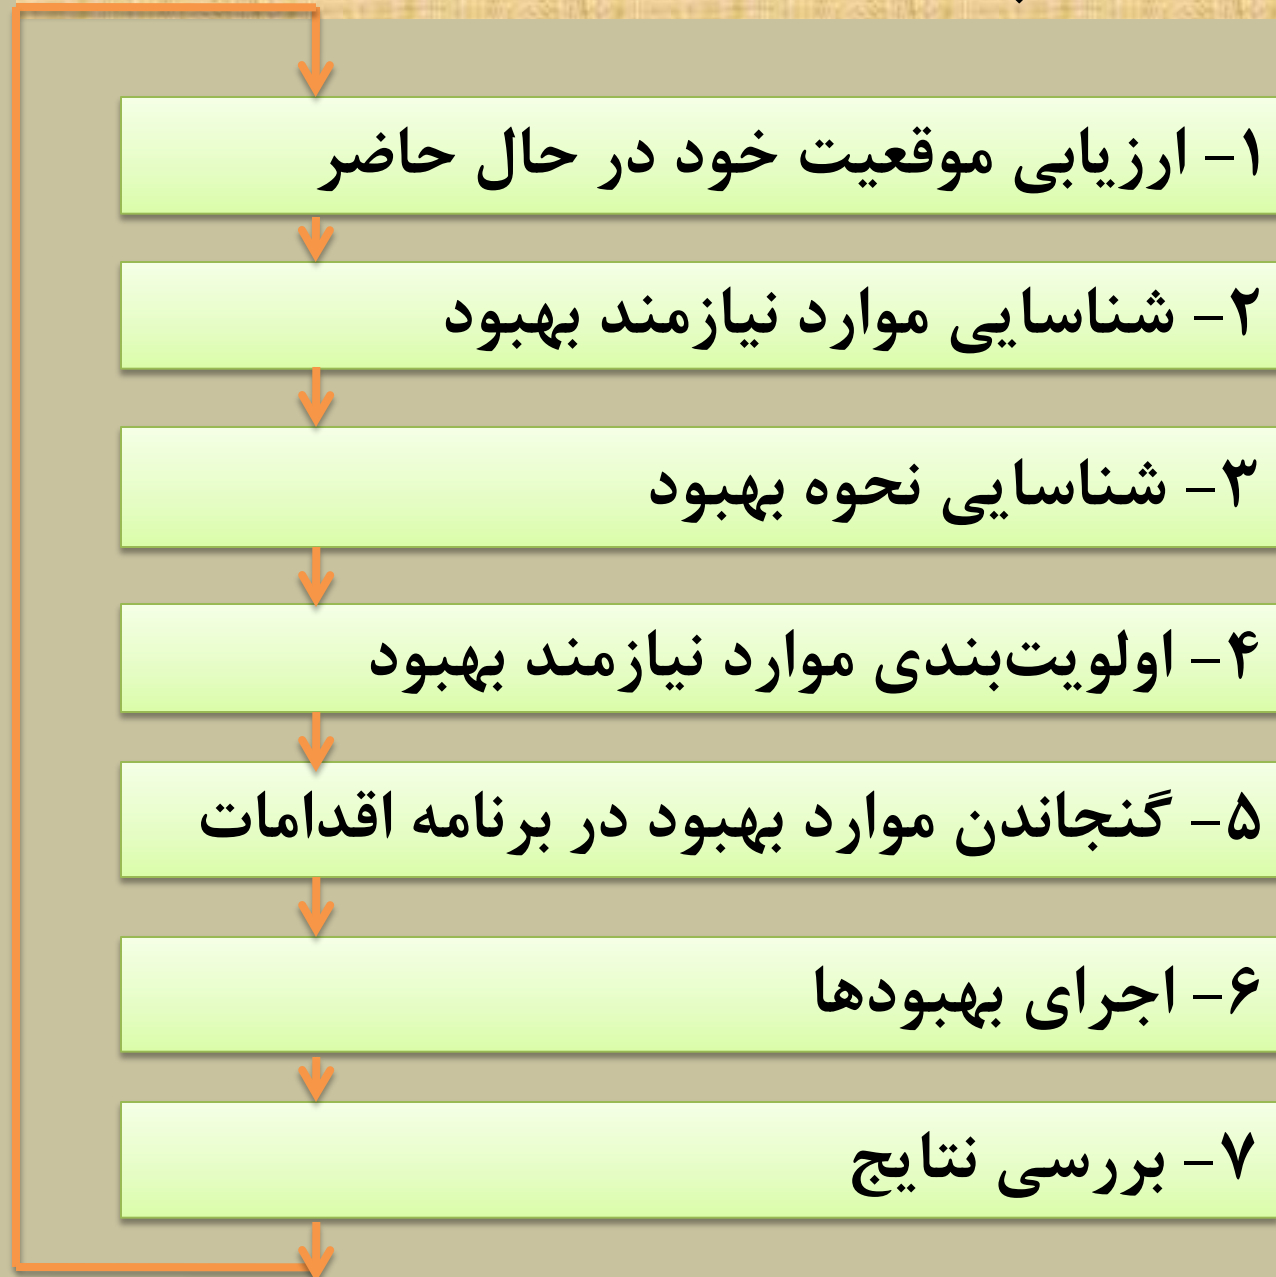 ۱- ارزیابی موقعیت خود در حال حاضر
۲- شناسایی موارد نیازمند بهبود
۳- شناسایی نحوه بهبود
۴- اولویت‌بندی موارد نیازمند بهبود
۵- گنجاندن موارد بهبود در برنامه اقدامات
۶- اجرای بهبودها
۷- بررسی نتایج